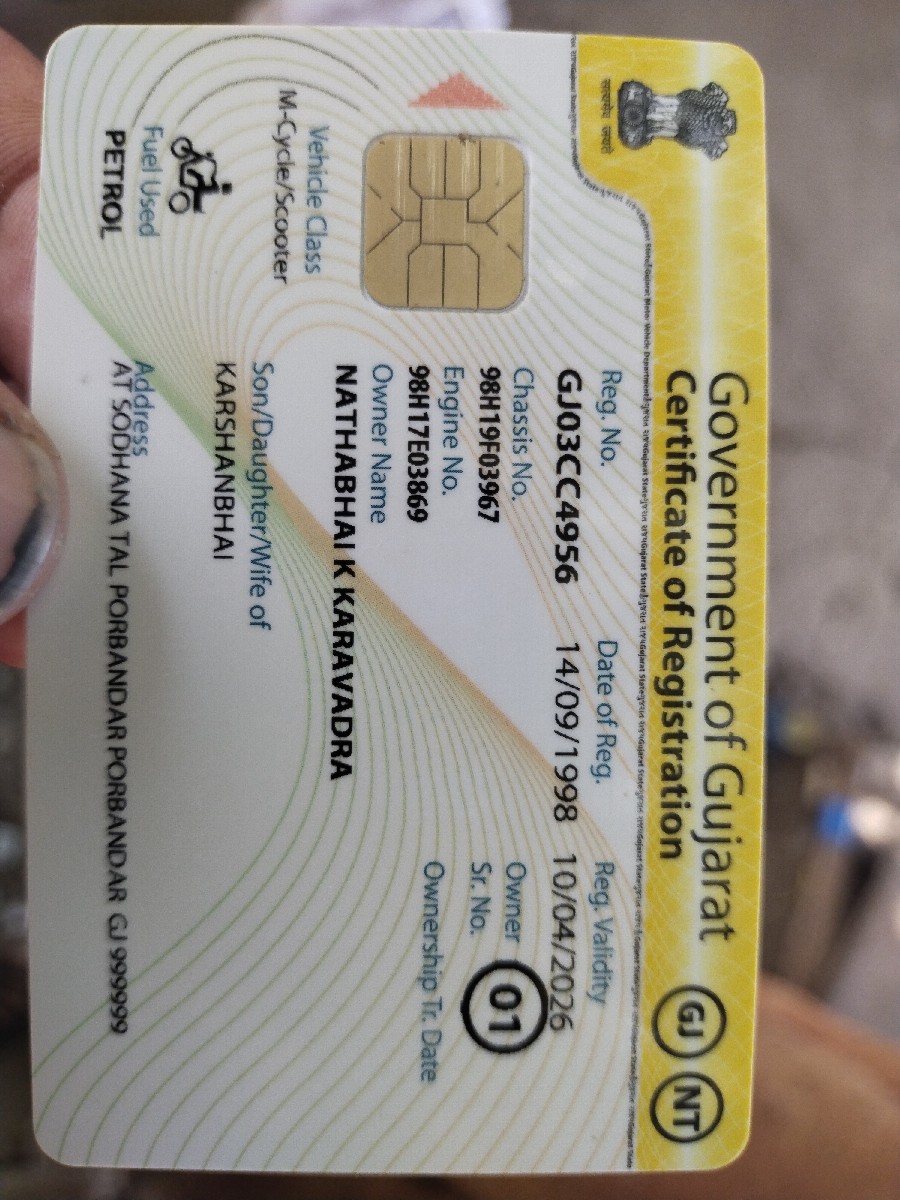 सत्यमेव जयते
Government of Gujarat
Certificate of Registration
GJ
NT
Reg. No.
GJ03CC4956
Date of Reg.
14/09/1998
Reg. Validity
10/04/2026
Chassis No.
98H19F03967
Engine No.
98H17E03869
Owner
Sr. No.
01
Owner Name
NATHABHAI K KARAVADRA
Ownership Tr. Date
Vehicle Class
M-Cycle/Scooter
Son/Daughter/Wife of
KARSHANBHAI
Fuel Used
PETROL
Address
AT SODHANA TAL PORBANDAR PORBANDAR GJ 999999